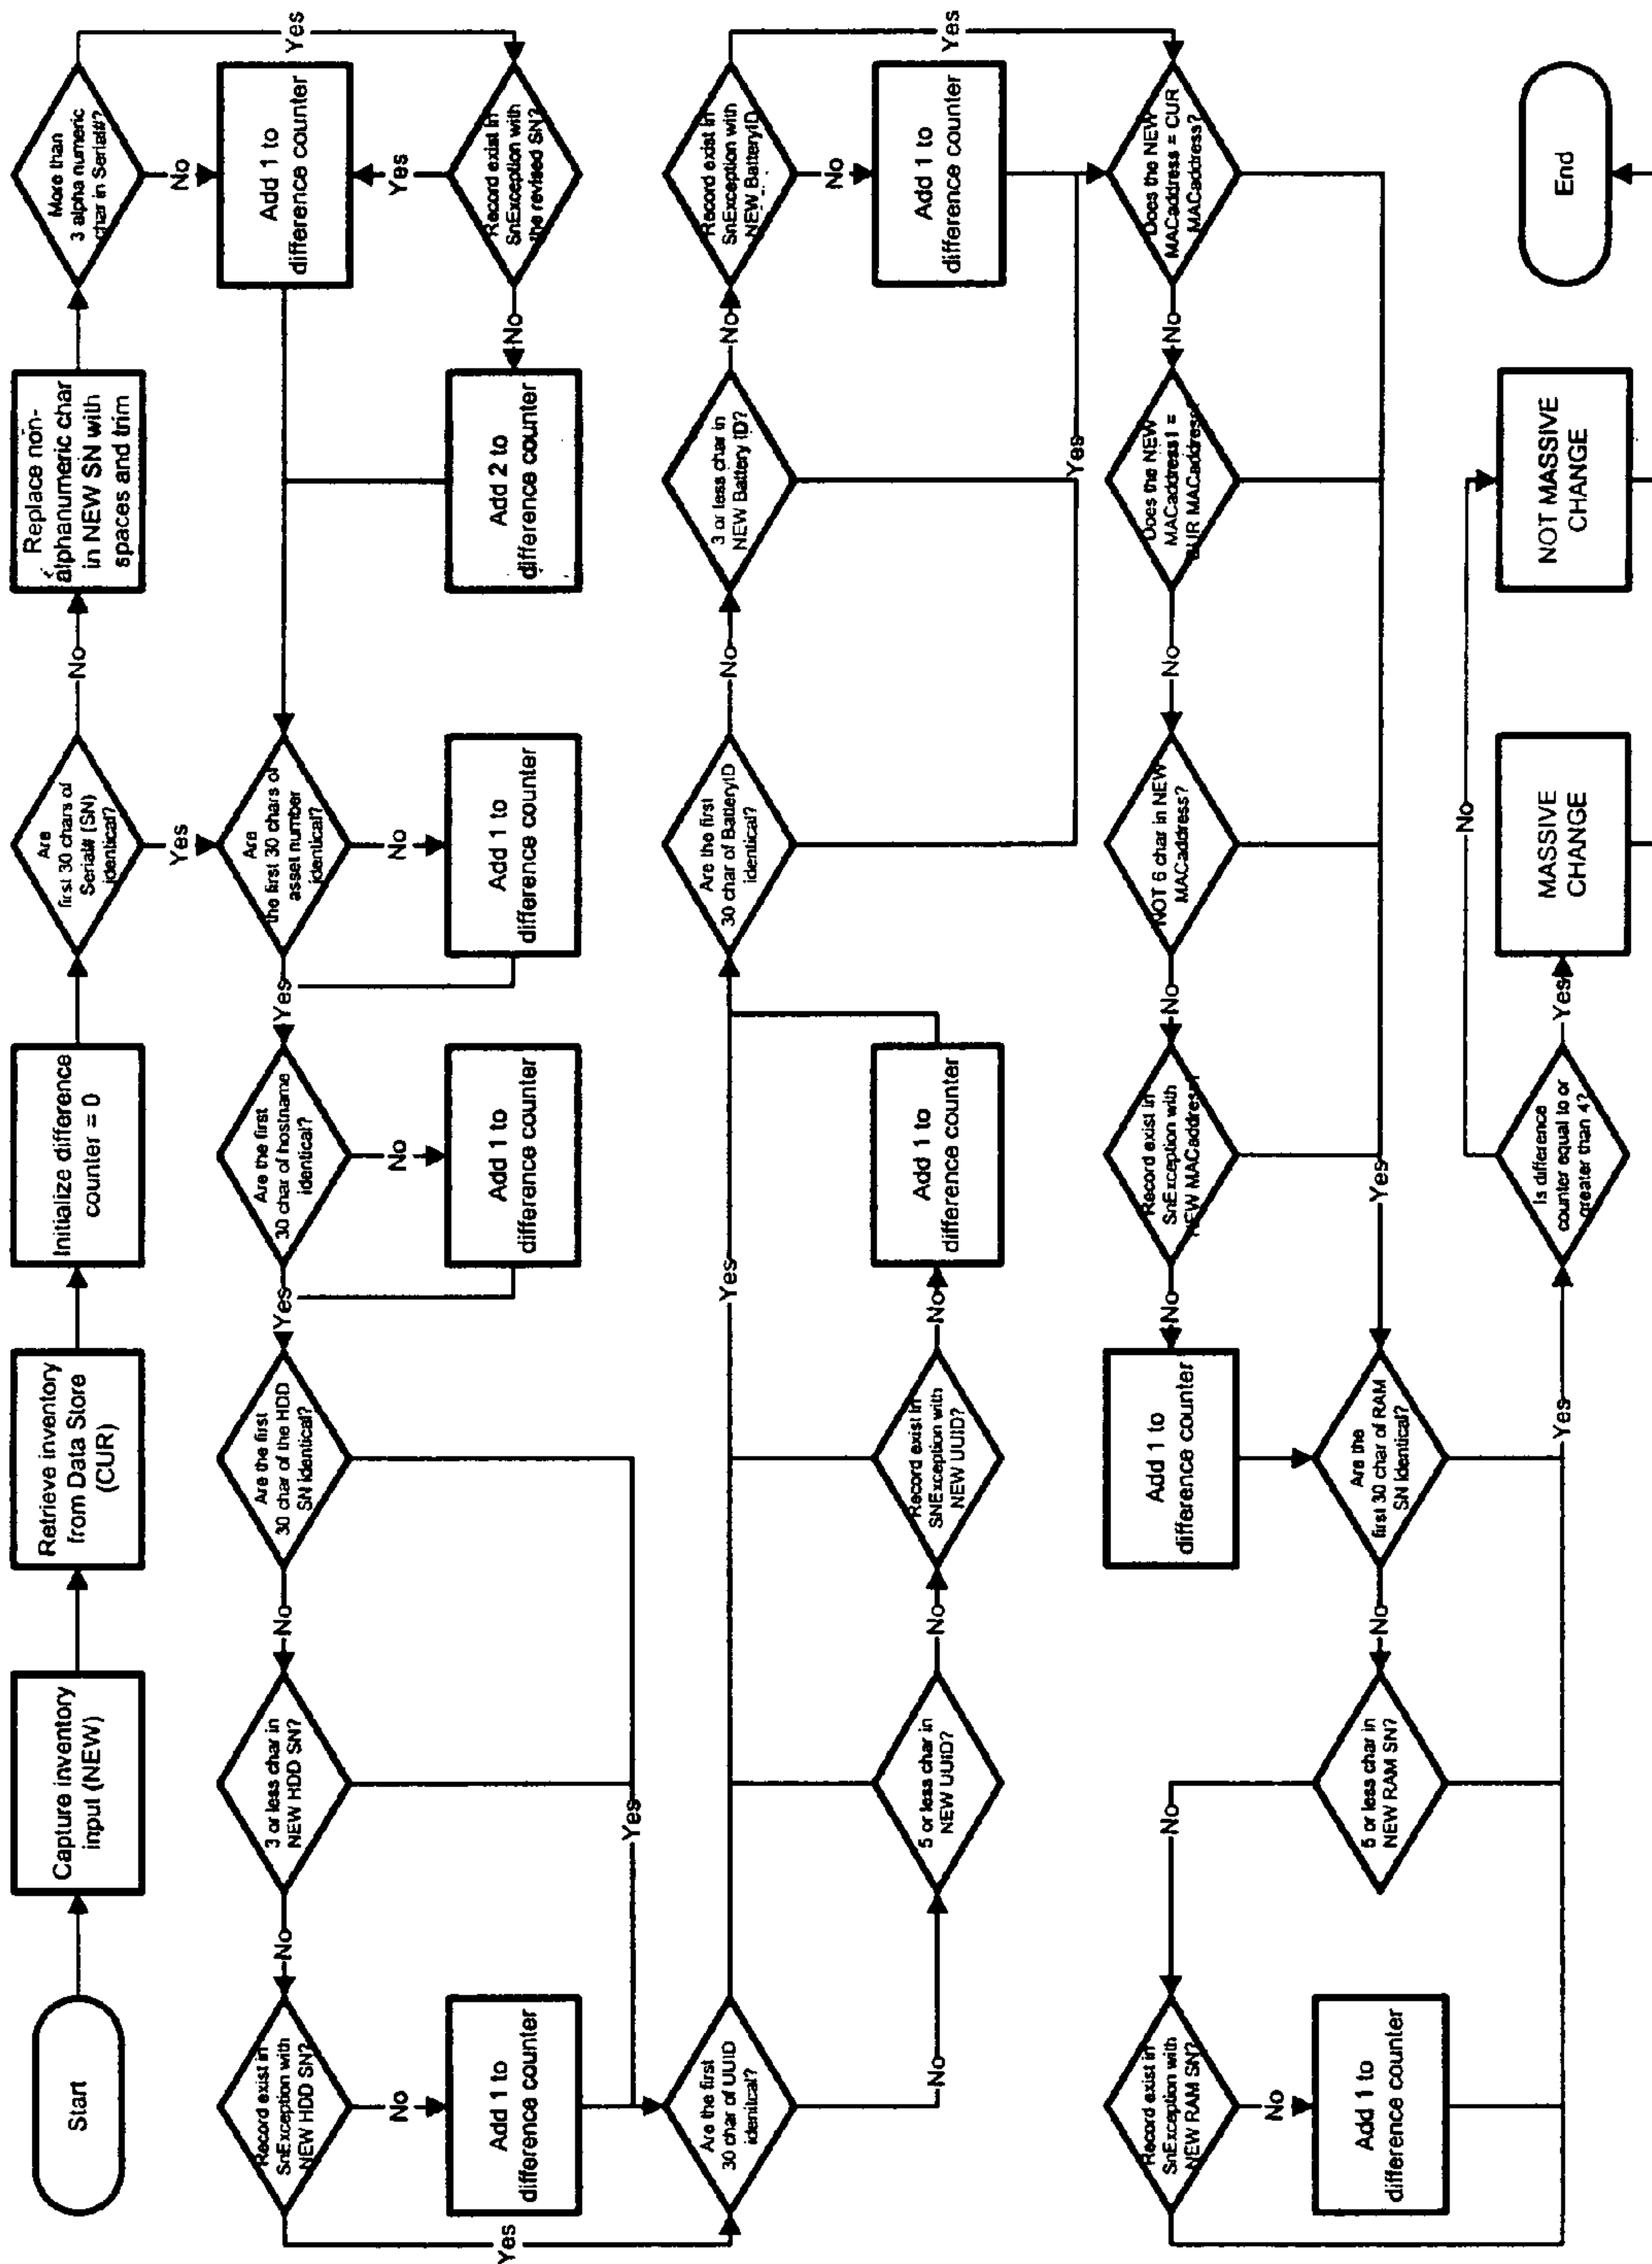 Start
Capture inventory
input (NEW)
Retrieve inventory
from Data Store
(CUR)
Initialize difference
counter = 0
Are
first 30 chars of
Serial# (SN)
identical?
No
Yes
Replace non-
alphanumeric char
in NEW SN with
spaces and trim
More than
3 alpha numeric
char in Serial#?
Yes
No
Add 1 to
difference counter
Yes
Record exist in
SnException with
the revised SN?
No
Add 2 to
difference counter
Are
the first 30 chars of
asset number
identical?
No
Add 1 to
difference counter
Yes
Are the first
30 char of hostname
identical?
No
Add 1 to
difference counter
Yes
Are the first
30 char of the HDD
SN identical?
No
3 or less char in
NEW HDD SN?
No
Yes
Record exist in
SnException with
NEW HDD SN?
No
Add 1 to
difference counter
Yes
Are the first
30 char of UUID
identical?
No
Yes
5 or less char in
NEW UUID?
No
Record exist in
SNException with
NEW UUID?
No
Add 1 to
difference counter
Are the first
30 char of BatteryID
identical?
No
3 or less char in
NEW Battery ID?
No
Yes
Record exist in
SnException with
NEW BatteryID
Yes
No
Add 1 to
difference counter
Does the NEW
MACaddress = CUR
MACaddress?
No
Does the NEW
MACaddress1 =
CUR MACaddress
No
NOT 6 char in NEW
MACaddress?
No
Record exist in
SnException with
NEW MACaddress
No
Yes
Add 1 to
difference counter
Are the
first 30 char of RAM
SN identical?
No
5 or less char in
NEW RAM SN?
No
Record exist in
SnException with
NEW RAM SN?
No
Add 1 to
difference counter
Yes
Is difference
counter equal to or
greater than 4?
Yes
No
MASSIVE
CHANGE
NOT MASSIVE
CHANGE
End